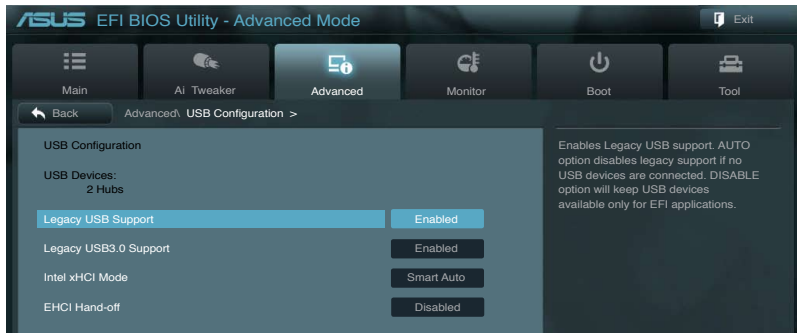 ASUS EFI BIOS Utility - Advanced Mode
Exit
Main
Ai Tweaker
Advanced
Monitor
Boot
Tool
Back
Advanced\ USB Configuration >
USB Configuration
USB Devices:
2 Hubs
Legacy USB Support Enabled
Legacy USB3.0 Support Enabled
Intel xHCI Mode Smart Auto
EHCI Hand-off Disabled
Enables Legacy USB support. AUTO
option disables legacy support if no
USB devices are connected. DISABLE
option will keep USB devices
available only for EFI applications.